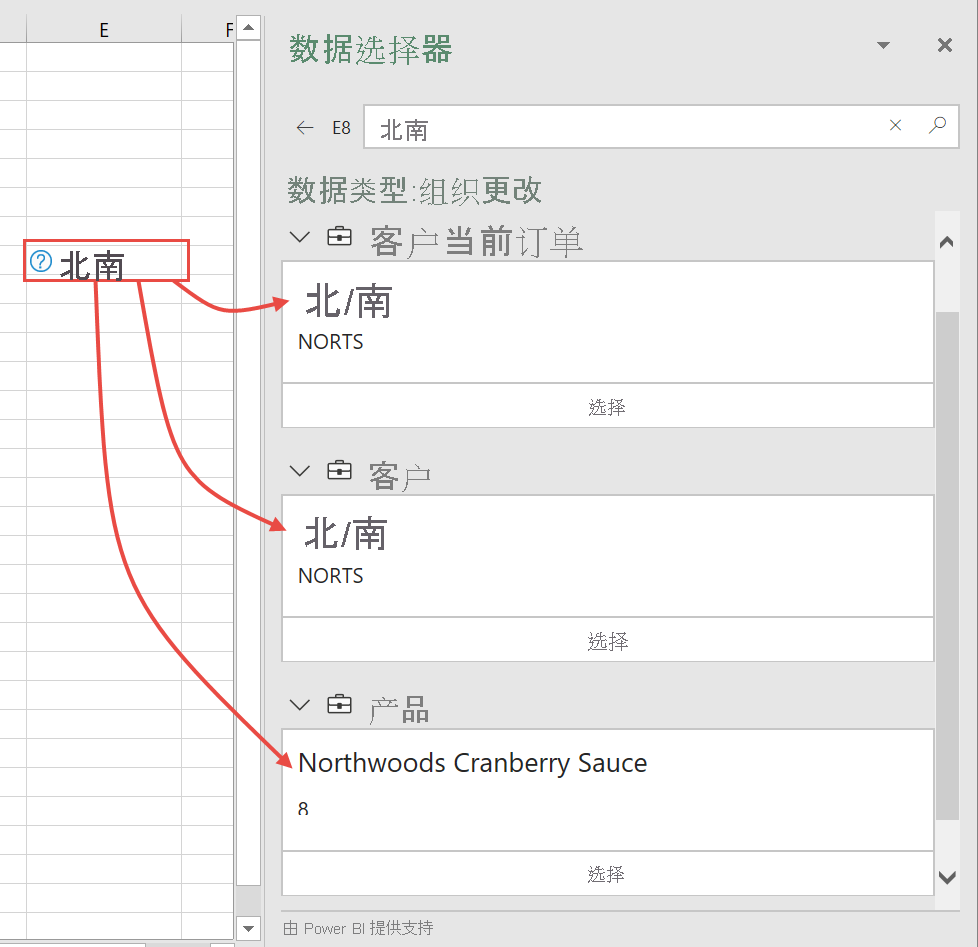 E
F
北南
数据选择器
E8
北南
数据类型:组织更改
客户当前订单
北/南
NORTS
选择
客户
北/南
NORTS
选择
产品
Northwoods Cranberry Sauce
8
选择
由 Power BI 提供支持